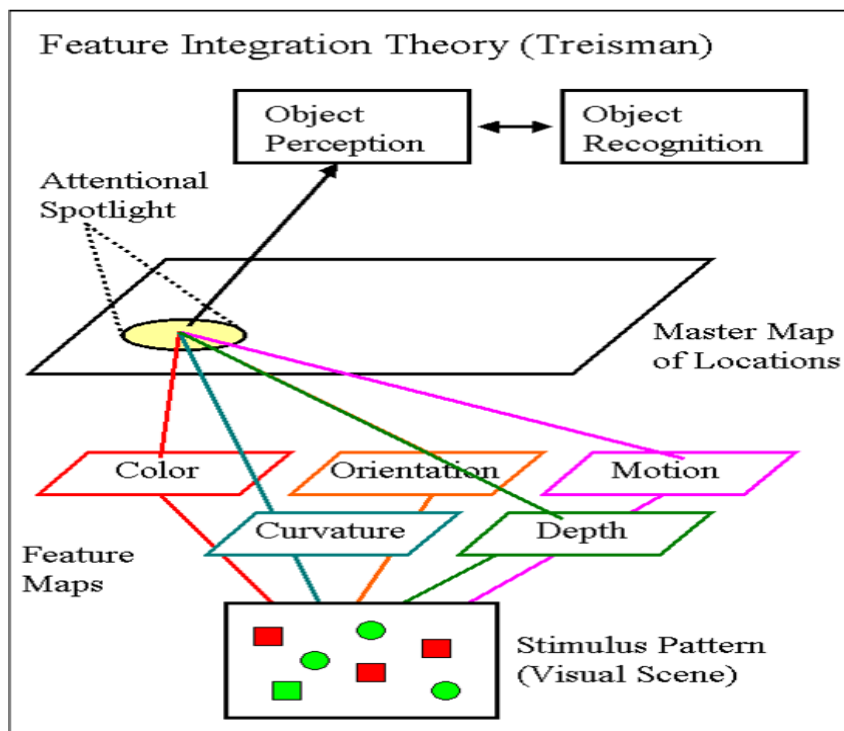 Feature Integration Theory (Treisman)
Object
Perception
Object
Recognition
Attentional
Spotlight
Master Map
of Locations
Color
Orientation
Motion
Curvature
Depth
Feature
Maps
Stimulus Pattern
(Visual Scene)